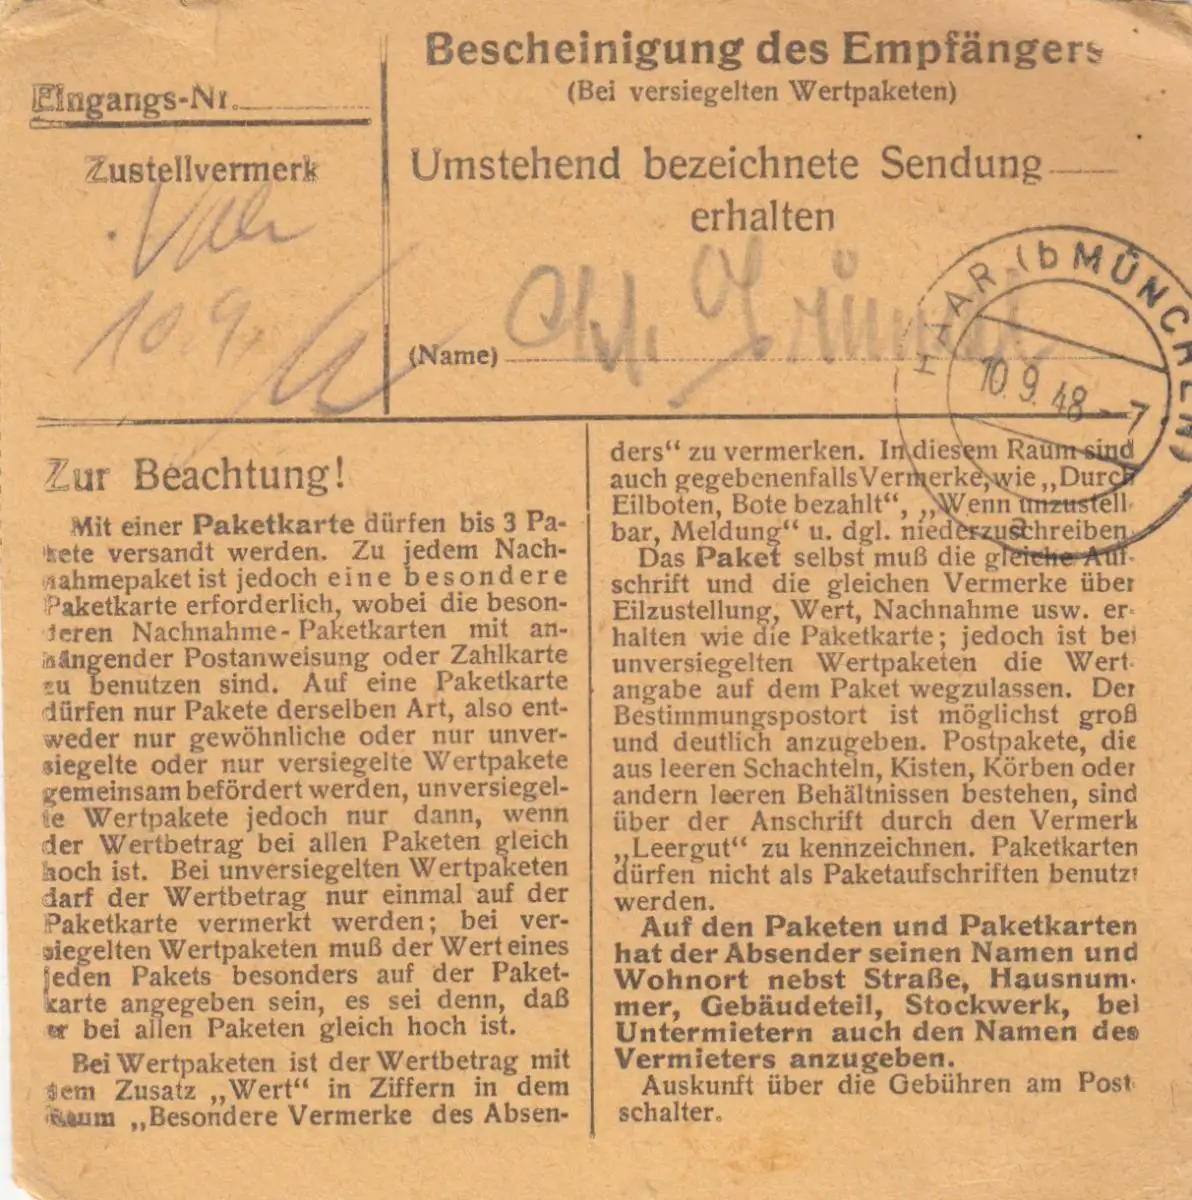 Eingangs-Nr.
Zustellvermerk
10.9.
Bescheinigung des Empfängers
(Bei versiegelten Wertpaketen)
Umstehend bezeichnete Sendung
erhalten
(Name)
HAAR (b MÜNCHEN)
10.9.48-7
a
Zur Beachtung!
Mit einer Paketkarte dürfen bis 3 Pa-
kete versandt werden. Zu jedem Nach-
nahmepaket ist jedoch eine besondere
Paketkarte erforderlich, wobei die beson-
deren Nachnahme-Paketkarten mit an-
hängender Postanweisung oder Zahlkarte
zu benutzen sind. Auf eine Paketkarte
dürfen nur Pakete derselben Art, also ent-
weder nur gewöhnliche oder nur unver-
siegelte oder nur versiegelte Wertpakete
gemeinsam befördert werden, unversiegel-
te Wertpakete jedoch nur dann, wenn
der Wertbetrag bei allen Paketen gleich
hoch ist. Bei unversiegelten Wertpaketen
darf der Wertbetrag nur einmal auf der
Paketkarte vermerkt werden; bei ver-
siegelten Wertpaketen muß der Wert eines
jeden Pakets besonders auf der Paket-
karte angegeben sein, es sei denn, daß
er bei allen Paketen gleich hoch ist.
Bei Wertpaketen ist der Wertbetrag mit
dem Zusatz „Wert“ in Ziffern in dem
Raum „Besondere Vermerke des Absen-
ders“ zu vermerken. In diesem Raum sind
auch gegebenenfalls Vermerke, wie „Durch
Eilboten, Bote bezahlt“, „Wenn unzustell-
bar, Meldung“ u. dgl. niederzuschreiben.
Das Paket selbst muß die gleiche Auf-
schrift und die gleichen Vermerke über
Eilzustellung, Wert, Nachnahme usw. er-
halten wie die Paketkarte; jedoch ist bei
unversiegelten Wertpaketen die Wert-
angabe auf dem Paket wegzulassen. Der
Bestimmungspostort ist möglichst groß
und deutlich anzugeben. Postpakete, die
aus leeren Schachteln, Kisten, Körben oder
andern leeren Behältnissen bestehen, sind
über der Anschrift durch den Vermerk
„Leergut“ zu kennzeichnen. Paketkarten
dürfen nicht als Paketaufschriften benutzt
werden.
Auf den Paketen und Paketkarten
hat der Absender seinen Namen und
Wohnort nebst Straße, Hausnum-
mer, Gebäudeteil, Stockwerk, bei
Untermietern auch den Namen des
Vermieters anzugeben.
Auskunft über die Gebühren am Post-
schalter.